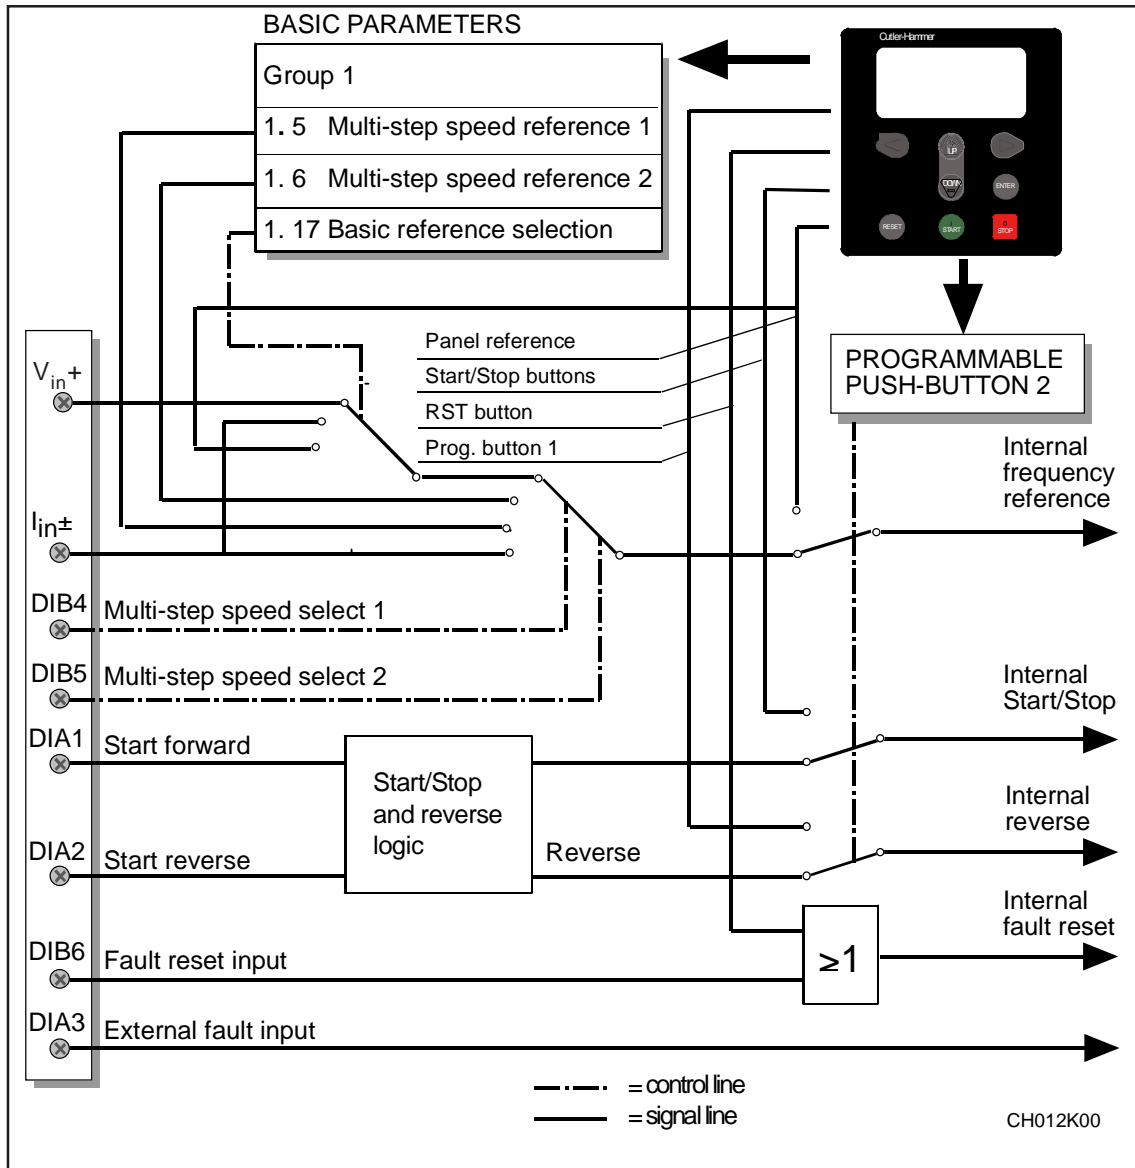 BASIC PARAMETERS
Group 1
1. 5 Multi-step speed reference 1
1. 6 Multi-step speed reference 2
1. 17 Basic reference selection
Cutler-Hammer
UP
ENTER
RESET
I
START
0
STOP
PROGRAMMABLE
PUSH-BUTTON 2
Panel reference
Start/Stop buttons
RST button
Prog. button 1
Vin+
Iin±
DIB4
Multi-step speed select 1
DIB5
Multi-step speed select 2
DIA1
Start forward
DIA2
Start reverse
Start/Stop
and reverse
logic
Reverse
DIB6
Fault reset input
DIA3
External fault input
≥1
Internal
frequency
reference
Internal
Start/Stop
Internal
reverse
Internal
fault reset
= control line
= signal line
CH012K00